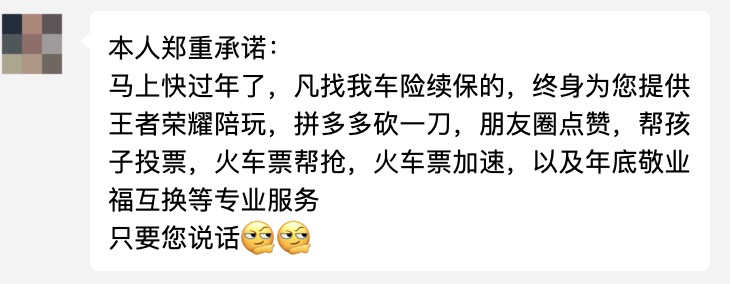 本人郑重承诺：
马上快过年了，凡找我车险续保的，终身为您提供
王者荣耀陪玩，拼多多砍一刀，朋友圈点赞，帮孩
子投票，火车票帮抢，火车票加速，以及年底敬业
福互换等专业服务
只要您说话